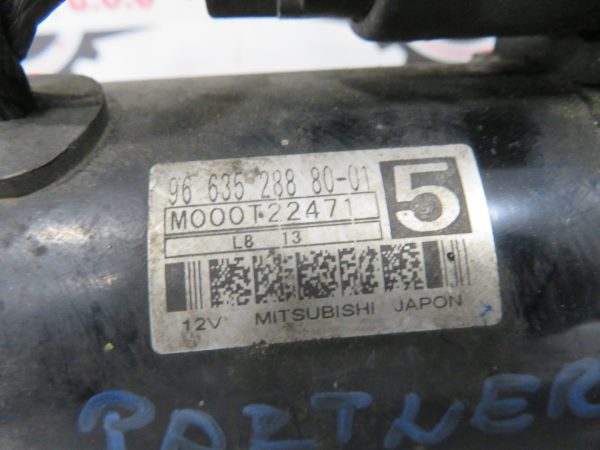 96 635 288 80-01
5
M000T22471
L8 13
12V MITSUBISHI JAPON
PARTNER